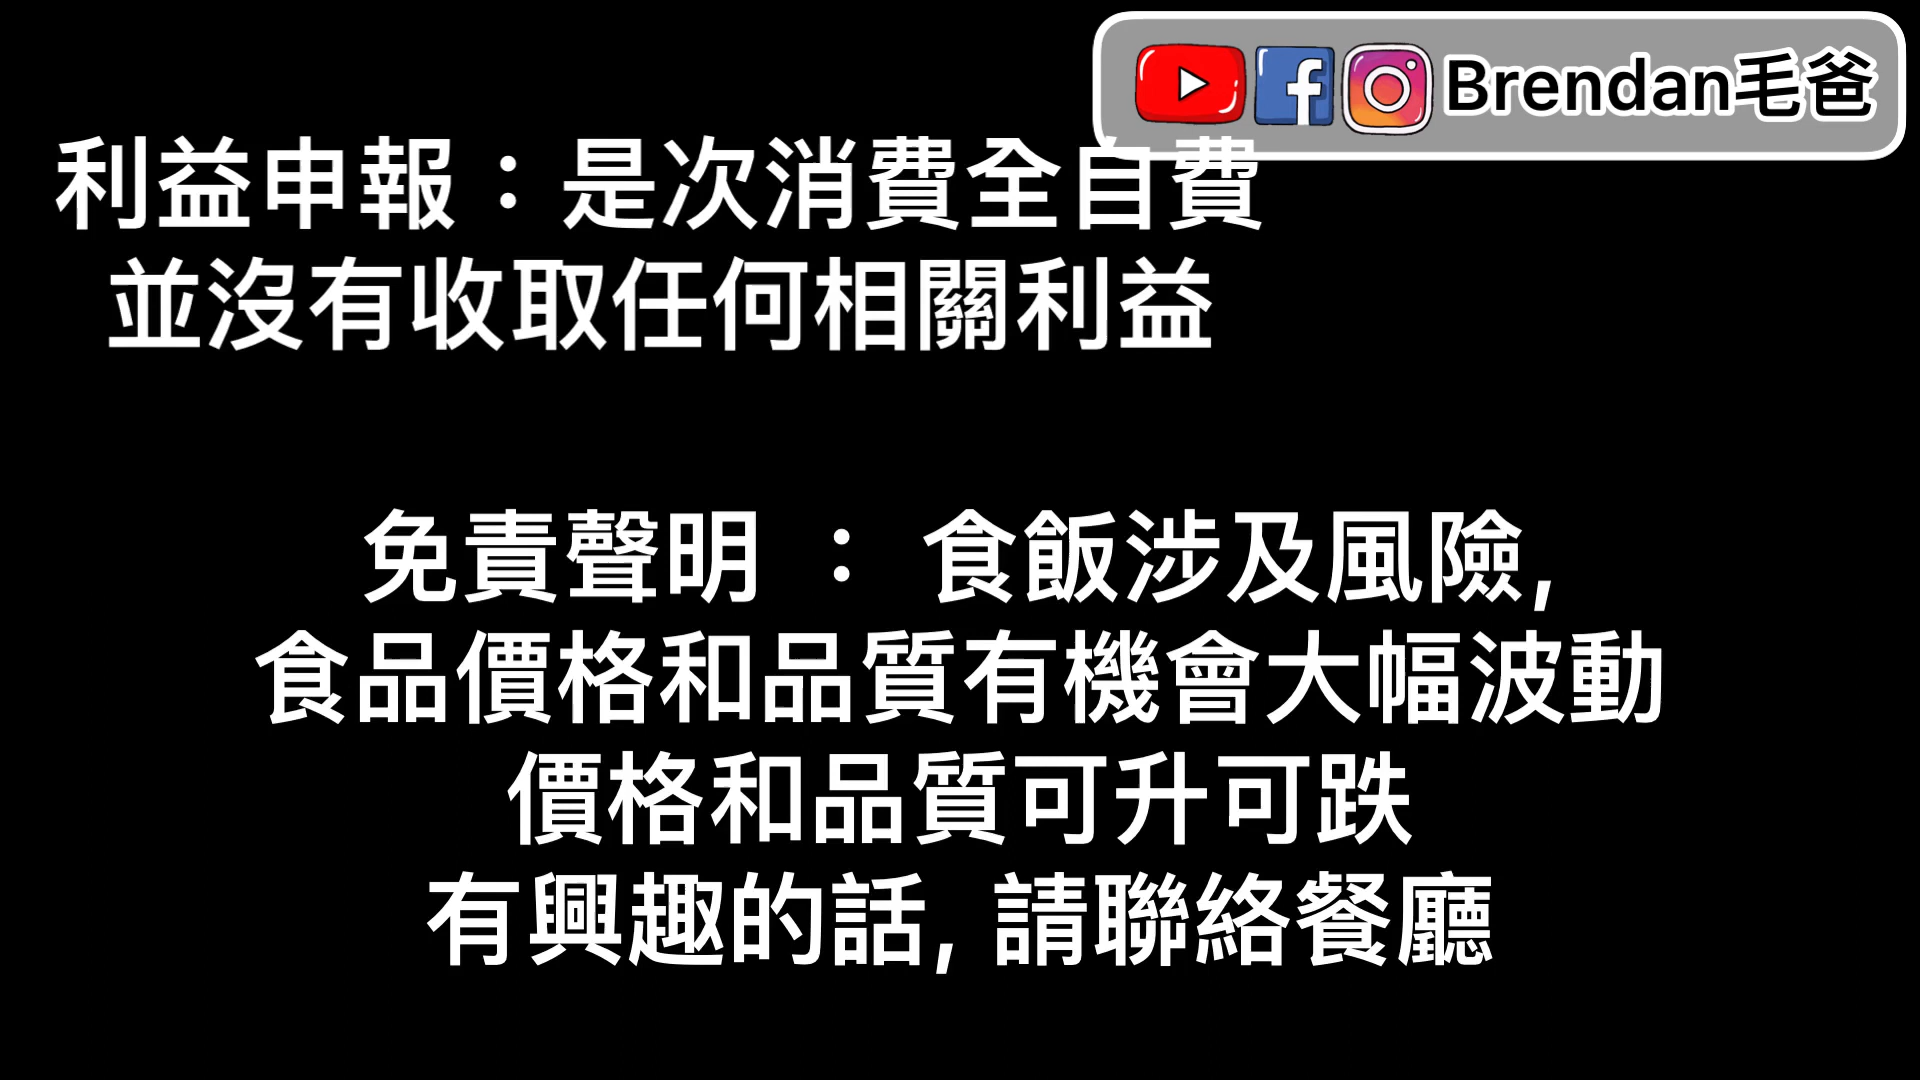 Brendan毛爸
利益申報：是次消費全自費
並沒有收取任何相關利益
免責聲明 ： 食飯涉及風險,
食品價格和品質有機會大幅波動
價格和品質可升可跌
有興趣的話, 請聯絡餐廳